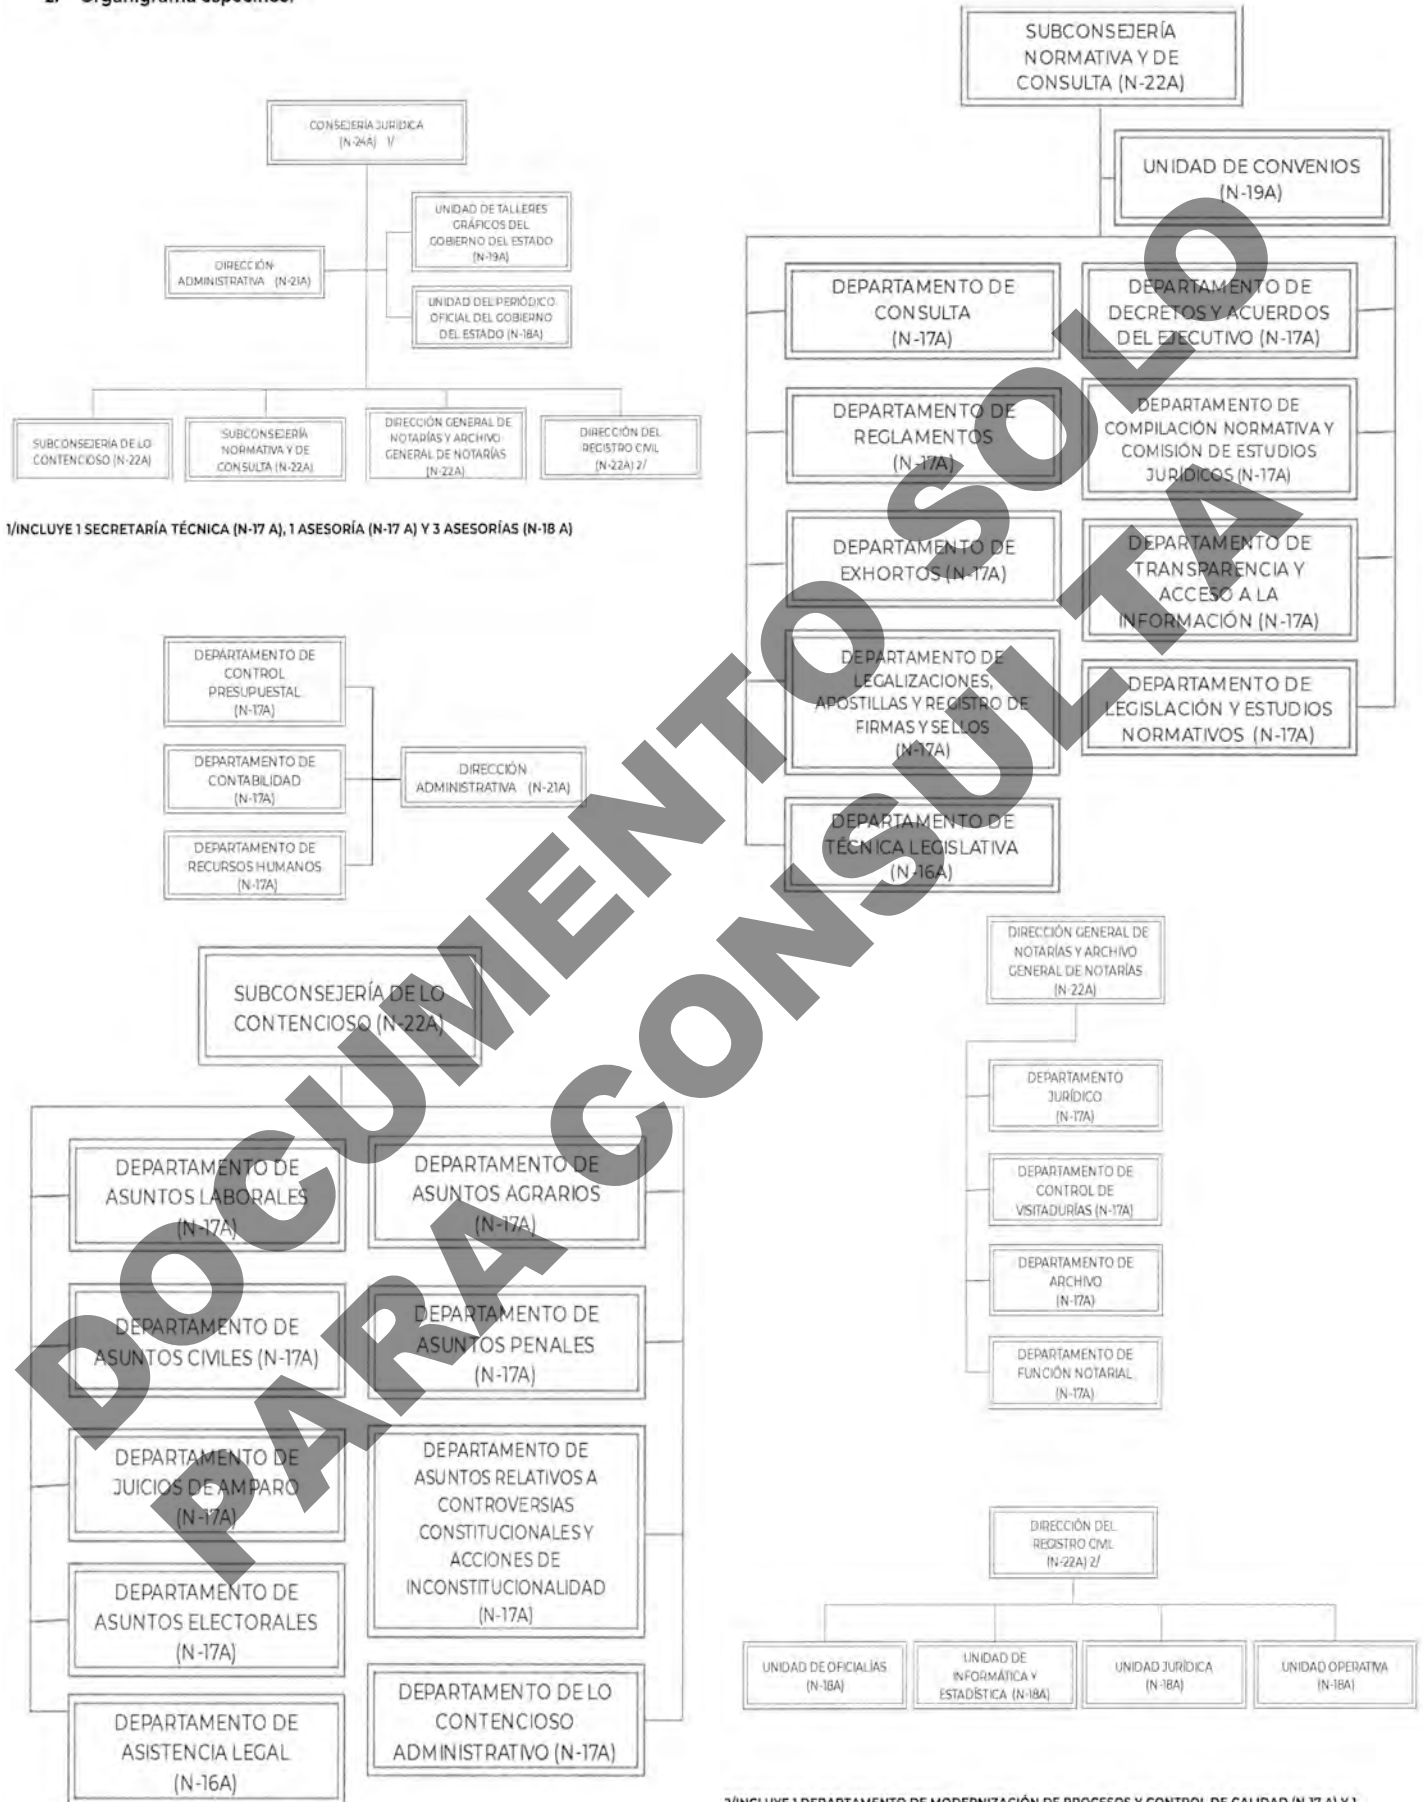 2. Organigrama específico.
CONSEJERÍA JURÍDICA
(N-24A) 1/
UNIDAD DE TALLERES
GRÁFICOS DEL
GOBIERNO DEL ESTADO
(N-19A)
DIRECCIÓN
ADMINISTRATIVA (N-21A)
UNIDAD DEL PERIÓDICO
OFICIAL DEL GOBIERNO
DEL ESTADO (N-18A)
SUBCONSEJERÍA DE LO
CONTENCIOSO (N-22A)
SUBCONSEJERÍA
NORMATIVA Y DE
CONSULTA (N-22A)
DIRECCIÓN GENERAL DE
NOTARÍAS Y ARCHIVO
GENERAL DE NOTARÍAS
(N-22A)
DIRECCIÓN DEL
REGISTRO CIVIL
(N-22A) 2/
1/INCLUYE 1 SECRETARÍA TÉCNICA (N-17 A), 1 ASESORÍA (N-17 A) Y 3 ASESORÍAS (N-18 A)
DEPARTAMENTO DE
CONTROL
PRESUPUESTAL
(N-17A)
DEPARTAMENTO DE
CONTABILIDAD
(N-17A)
DEPARTAMENTO DE
RECURSOS HUMANOS
(N-17A)
DIRECCIÓN
ADMINISTRATIVA (N-21A)
SUBCONSEJERÍA DE LO
CONTENCIOSO (N-22A)
DEPARTAMENTO DE
ASUNTOS LABORALES
(N-17A)
DEPARTAMENTO DE
ASUNTOS AGRARIOS
(N-17A)
DEPARTAMENTO DE
ASUNTOS CIVILES (N-17A)
DEPARTAMENTO DE
ASUNTOS PENALES
(N-17A)
DEPARTAMENTO DE
JUICIOS DE AMPARO
(N-17A)
DEPARTAMENTO DE
ASUNTOS RELATIVOS A
CONTROVERSIAS
CONSTITUCIONALES Y
ACCIONES DE
INCONSTITUCIONALIDAD
(N-17A)
DEPARTAMENTO DE
ASUNTOS ELECTORALES
(N-17A)
DEPARTAMENTO DE LO
CONTENCIOSO
ADMINISTRATIVO (N-17A)
DEPARTAMENTO DE
ASISTENCIA LEGAL
(N-16A)
SUBCONSEJERÍA
NORMATIVA Y DE
CONSULTA (N-22A)
UNIDAD DE CONVENIOS
(N-19A)
DEPARTAMENTO DE
CONSULTA
(N-17A)
DEPARTAMENTO DE
DECRETOS Y ACUERDOS
DEL EJECUTIVO (N-17A)
DEPARTAMENTO DE
REGLAMENTOS
(N-17A)
DEPARTAMENTO DE
COMPILACIÓN NORMATIVA Y
COMISIÓN DE ESTUDIOS
JURÍDICOS (N-17A)
DEPARTAMENTO DE
EXHORTOS (N-17A)
DEPARTAMENTO DE
TRANSPARENCIA Y
ACCESO A LA
INFORMACIÓN (N-17A)
DEPARTAMENTO DE
LEGALIZACIONES,
APOSTILLAS Y REGISTRO DE
FIRMAS Y SELLOS
(N-17A)
DEPARTAMENTO DE
LEGISLACIÓN Y ESTUDIOS
NORMATIVOS (N-17A)
DEPARTAMENTO DE
TÉCNICA LEGISLATIVA
(N-16A)
DIRECCIÓN GENERAL DE
NOTARÍAS Y ARCHIVO
GENERAL DE NOTARÍAS
(N-22A)
DEPARTAMENTO
JURÍDICO
(N-17A)
DEPARTAMENTO DE
CONTROL DE
VISITADURÍAS (N-17A)
DEPARTAMENTO DE
ARCHIVO
(N-17A)
DEPARTAMENTO DE
FUNCIÓN NOTARIAL
(N-17A)
DIRECCIÓN DEL
REGISTRO CIVIL
(N-22A) 2/
UNIDAD DE OFICIALÍAS
(N-18A)
UNIDAD DE
INFORMÁTICA Y
ESTADÍSTICA (N-18A)
UNIDAD JURÍDICA
(N-18A)
UNIDAD OPERATIVA
(N-18A)
2/INCLUYE 1 DEPARTAMENTO DE MODERNIZACIÓN DE PROCESOS Y CONTROL DE CALIDAD (N-17 A) Y 1
DOCUMENTO SOLO
PARA CONSULTA